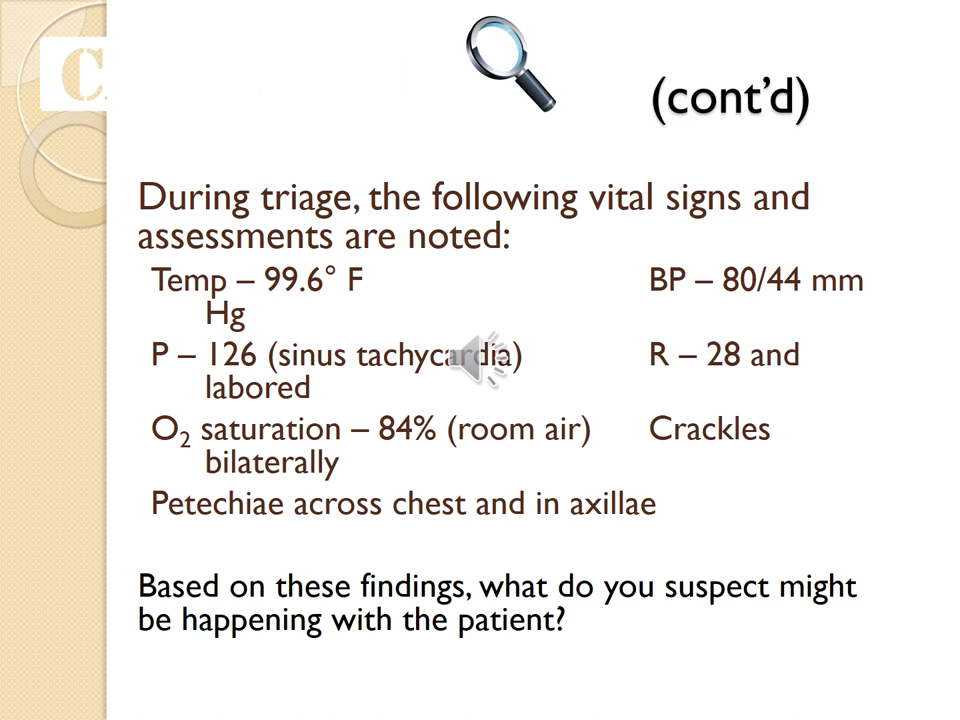 C
(cont'd)
During triage, the following vital signs and
assessments are noted:
Temp – 99.6° F BP – 80/44 mm
Hg
P – 126 (sinus tachycardia) R – 28 and
labored
O₂ saturation – 84% (room air) Crackles
bilaterally
Petechiae across chest and in axillae
Based on these findings, what do you suspect might
be happening with the patient?